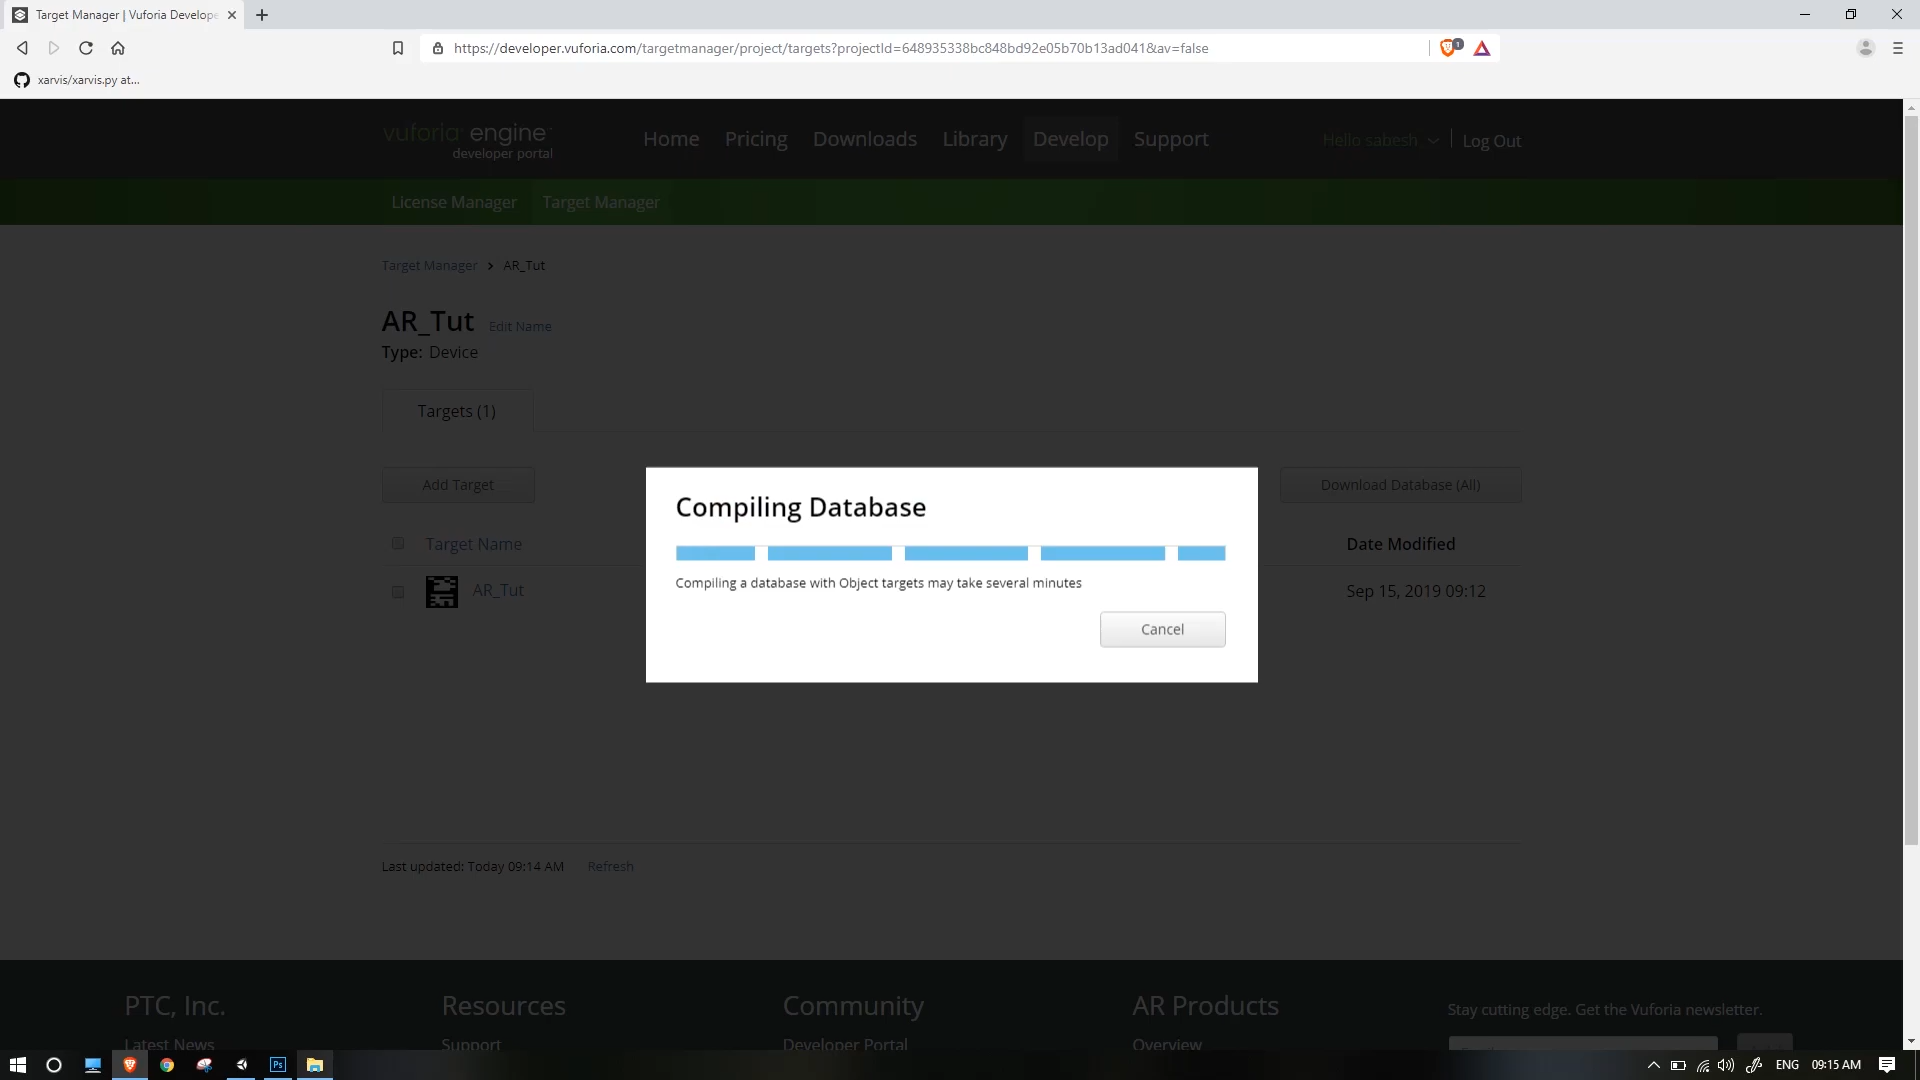 Target Manager | Vuforia Develope
https://developer.vuforia.com/targetmanager/project/targets?projectId=648935338bc848bd92e05b70b13ad041&av=false
1
xarvis/xarvis.py at...
vuforia engine
developer portal
Home Pricing Downloads Library Develop Support
Hello sabesh
Log Out
License Manager Target Manager
Target Manager > AR_Tut
AR_Tut Edit Name
Type: Device
Targets (1)
Add Target
Download Database (All)
Target Name
Date Modified
AR_Tut
Sep 15, 2019 09:12
Compiling Database
Compiling a database with Object targets may take several minutes
Cancel
Last updated: Today 09:14 AM Refresh
PTC, Inc. Resources Community AR Products
Stay cutting edge. Get the Vuforia newsletter.
Latest News Support Developer Portal Overview
Ps
ENG 09:15 AM